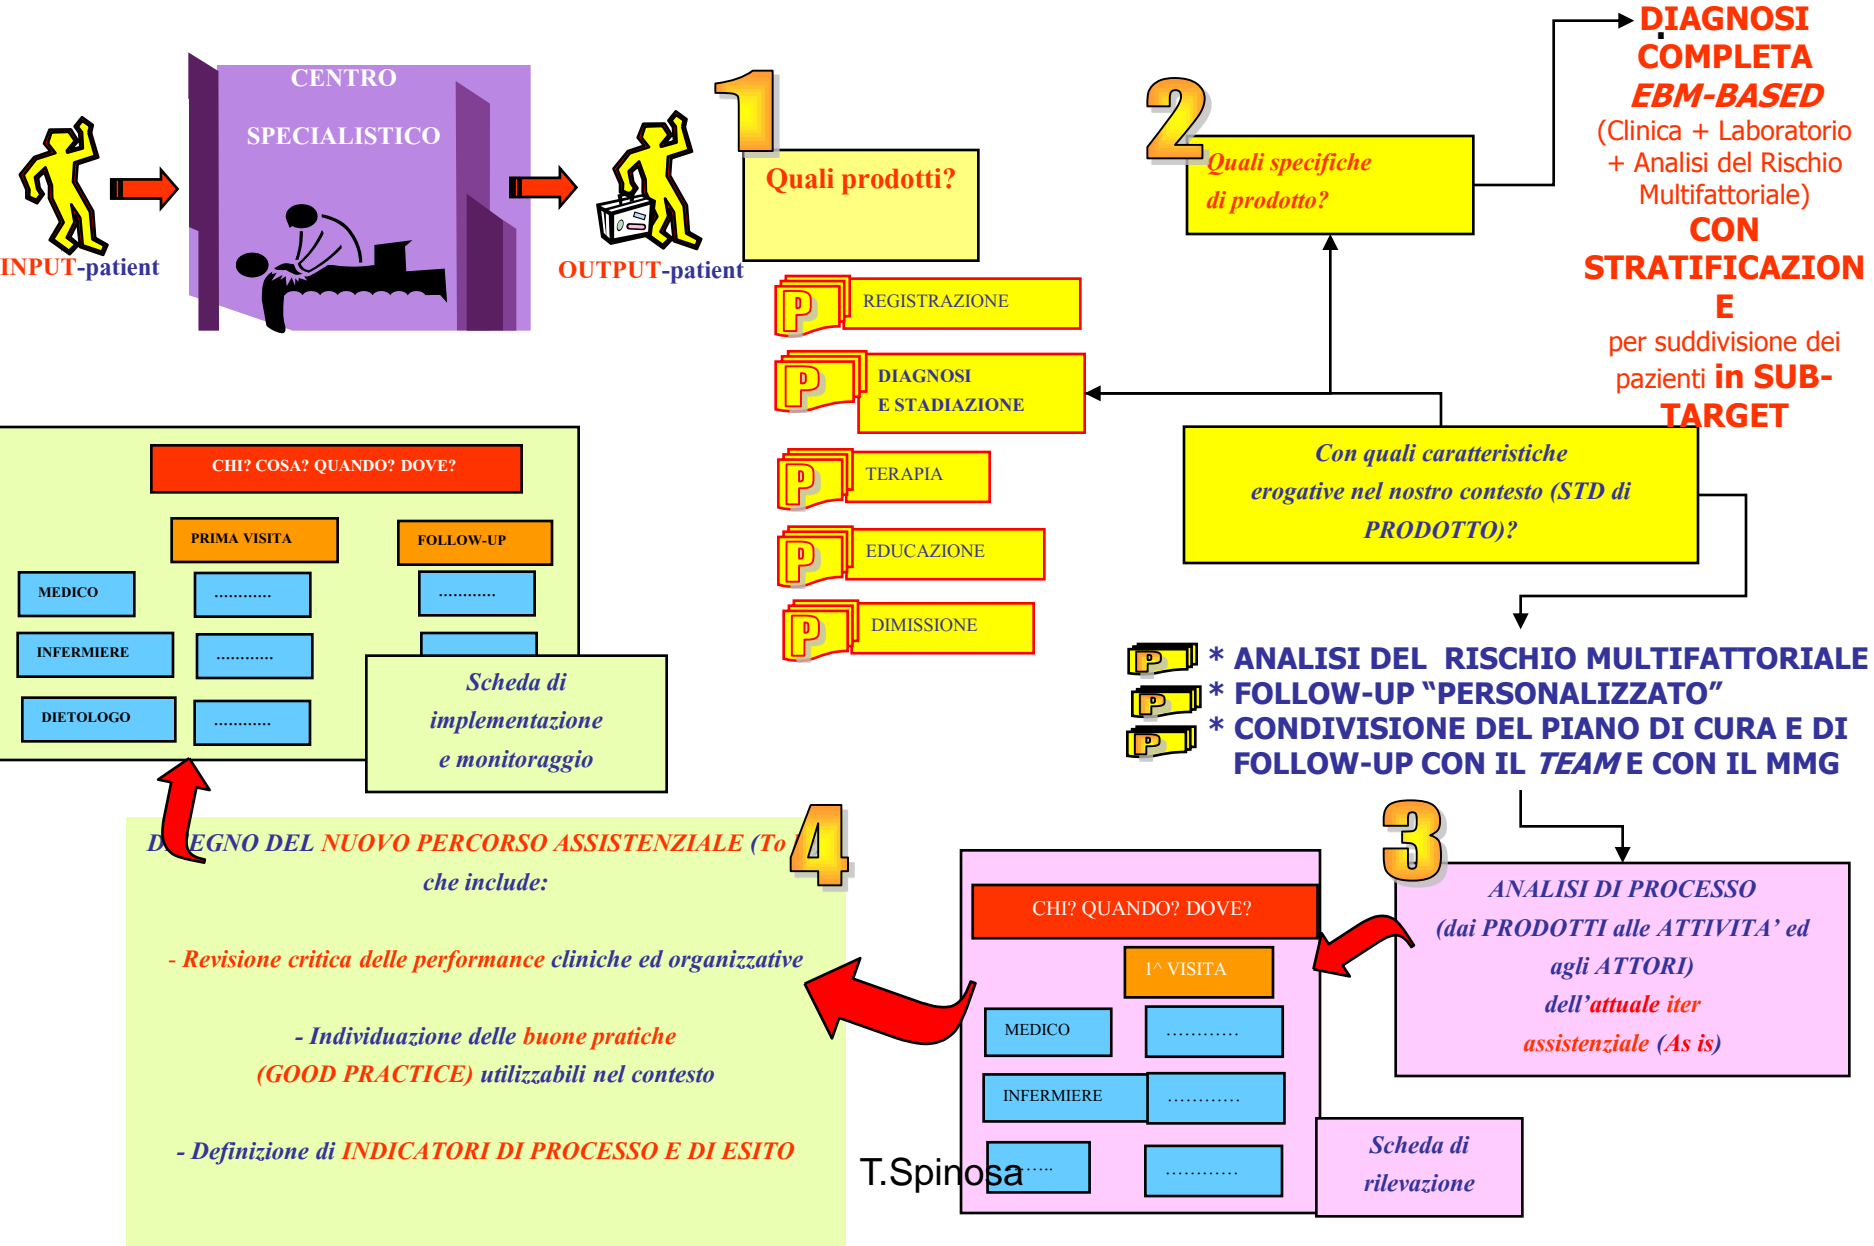 CENTRO
SPECIALISTICO
INPUT-patient
OUTPUT-patient
1
Quali prodotti?
P
REGISTRAZIONE
P
DIAGNOSI
E STADIAZIONE
P
TERAPIA
P
EDUCAZIONE
P
DIMISSIONE
2
Quali specifiche
di prodotto?
DIAGNOSI
COMPLETA
EBM-BASED
(Clinica + Laboratorio
+ Analisi del Rischio
Multifattoriale)
CON
STRATIFICAZION
E
per suddivisione dei
pazienti in SUB-
TARGET
Con quali caratteristiche
erogative nel nostro contesto (STD di
PRODOTTO)?
P
* ANALISI DEL RISCHIO MULTIFATTORIALE
P
* FOLLOW-UP “PERSONALIZZATO”
P
* CONDIVISIONE DEL PIANO DI CURA E DI
FOLLOW-UP CON IL TEAM E CON IL MMG
3
ANALISI DI PROCESSO
(dai PRODOTTI alle ATTIVITA’ ed
agli ATTORI)
dell’attuale iter
assistenziale (As is)
CHI? QUANDO? DOVE?
1^ VISITA
MEDICO
…………
INFERMIERE
…………
……..
…………
Scheda di
rilevazione
T.Spinosa
4
DEL NUOVO PERCORSO ASSISTENZIALE (To
che include:
- Revisione critica delle performance cliniche ed organizzative
- Individuazione delle buone pratiche
(GOOD PRACTICE) utilizzabili nel contesto
- Definizione di INDICATORI DI PROCESSO E DI ESITO
CHI? COSA? QUANDO? DOVE?
PRIMA VISITA
FOLLOW-UP
MEDICO
…………
…………
INFERMIERE
…………
DIETOLOGO
…………
Scheda di
implementazione
e monitoraggio